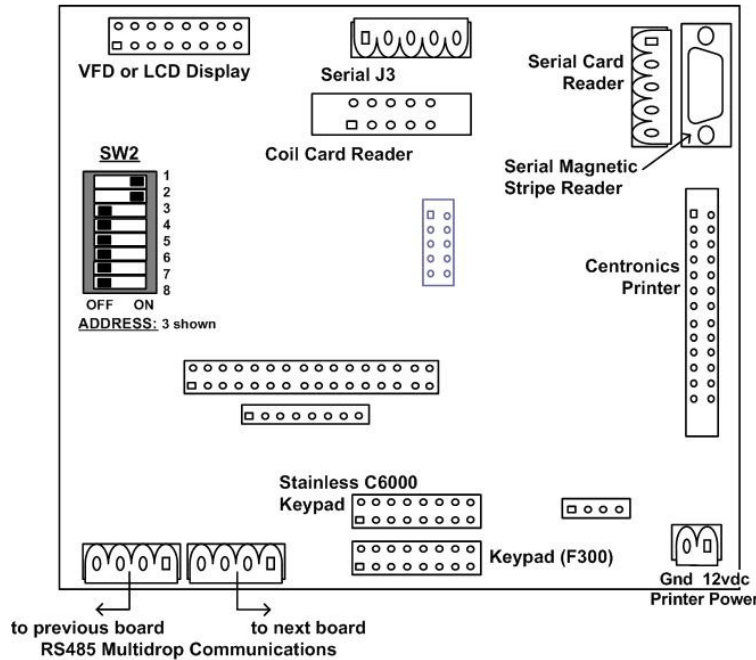 VFD or LCD Display
Serial J3
Serial Card
Reader
Coil Card Reader
Serial Magnetic
Stripe Reader
SW2
1
2
3
4
5
6
7
8
OFF ON
ADDRESS: 3 shown
Centronics
Printer
Stainless C6000
Keypad
Keypad (F300)
Gnd 12vdc
Printer Power
to previous board
to next board
RS485 Multidrop Communications